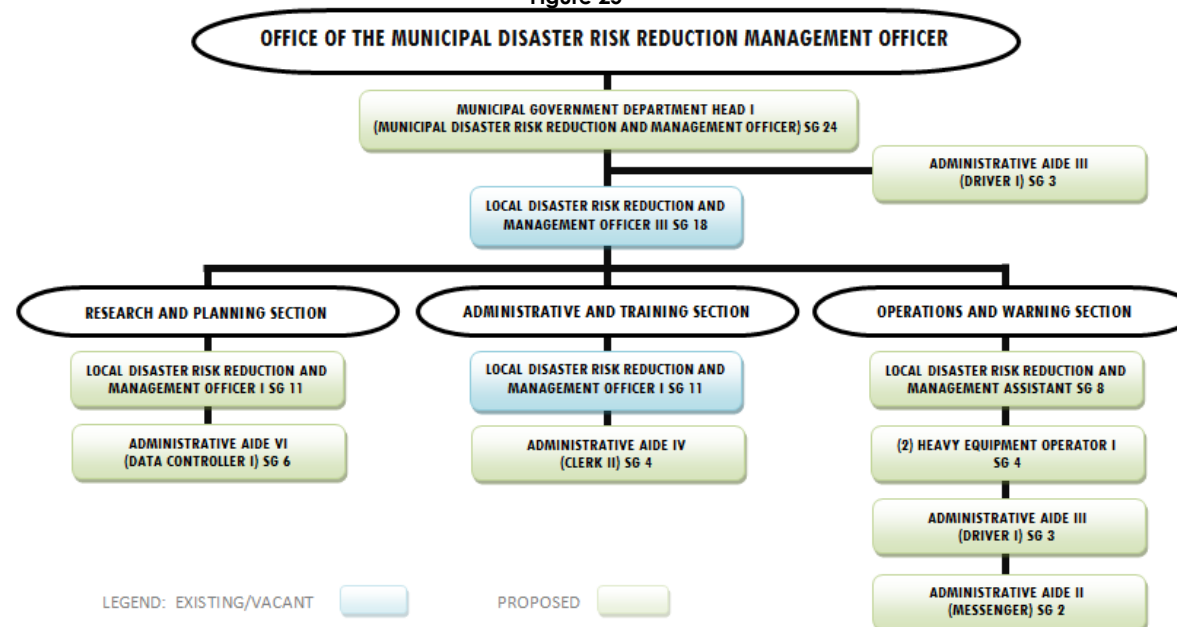 Figure 25
OFFICE OF THE MUNICIPAL DISASTER RISK REDUCTION MANAGEMENT OFFICER
MUNICIPAL GOVERNMENT DEPARTMENT HEAD I
(MUNICIPAL DISASTER RISK REDUCTION AND MANAGEMENT OFFICER) SG 24
ADMINISTRATIVE AIDE III
(DRIVER I) SG 3
LOCAL DISASTER RISK REDUCTION AND
MANAGEMENT OFFICER III SG 18
RESEARCH AND PLANNING SECTION
LOCAL DISASTER RISK REDUCTION AND
MANAGEMENT OFFICER I SG 11
ADMINISTRATIVE AIDE VI
(DATA CONTROLLER I) SG 6
ADMINISTRATIVE AND TRAINING SECTION
LOCAL DISASTER RISK REDUCTION AND
MANAGEMENT OFFICER I SG 11
ADMINISTRATIVE AIDE IV
(CLERK II) SG 4
OPERATIONS AND WARNING SECTION
LOCAL DISASTER RISK REDUCTION AND
MANAGEMENT ASSISTANT SG 8
(2) HEAVY EQUIPMENT OPERATOR I
SG 4
ADMINISTRATIVE AIDE III
(DRIVER I) SG 3
ADMINISTRATIVE AIDE II
(MESSENGER) SG 2
LEGEND: EXISTING/VACANT
PROPOSED